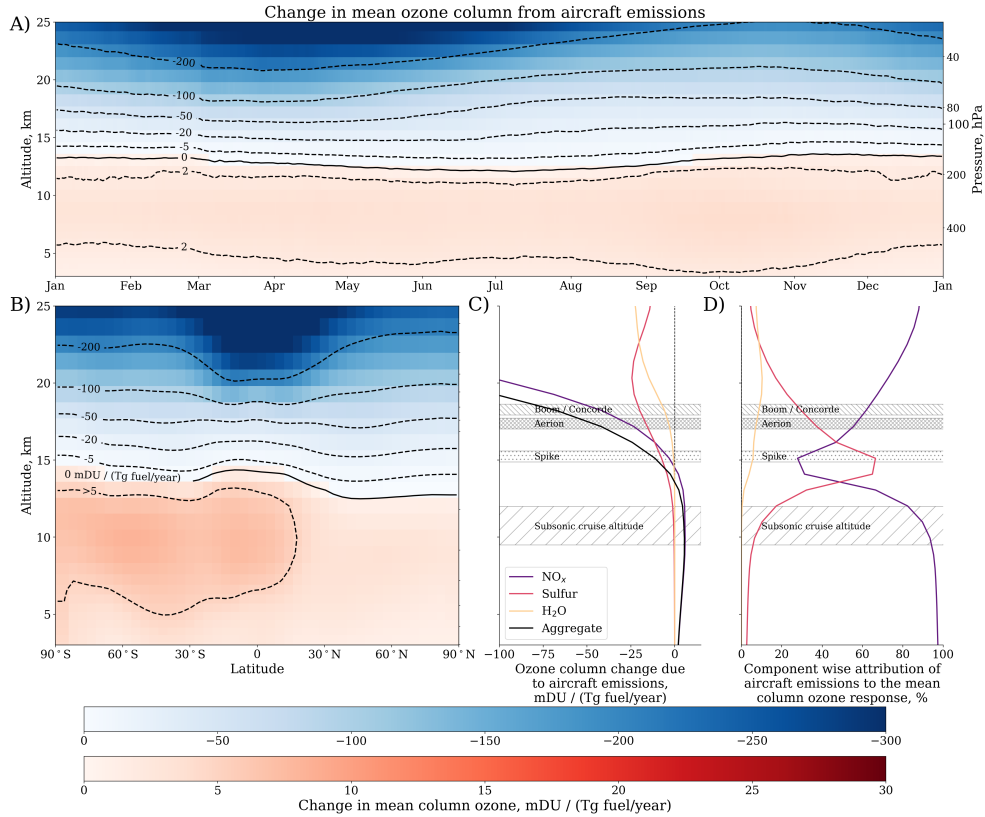 Change in mean ozone column from aircraft emissions
A)
25
20
15
10
5
Altitude, km
-200
-100
-50
-20
-5
0
2
2
40
80
100
200
400
Pressure, hPa
Jan Feb Mar Apr May Jun Jul Aug Sep Oct Nov Dec Jan
B)
25
20
15
10
5
Altitude, km
-200
-100
-50
-20
-5
0 mDU / (Tg fuel/year)
>5
90°S 60°S 30°S 0° 30°N 60°N 90°N
Latitude
C)
Boom / Concorde
Aerion
Spike
Subsonic cruise altitude
NOx
Sulfur
H2O
Aggregate
−100 −75 −50 −25 0
Ozone column change due
to aircraft emissions,
mDU / (Tg fuel/year)
D)
Boom / Concorde
Aerion
Spike
Subsonic cruise altitude
0 20 40 60 80 100
Component wise attribution of
aircraft emissions to the mean
column ozone response, %
0 −50 −100 −150 −200 −250 −300
0 5 10 15 20 25 30
Change in mean column ozone, mDU / (Tg fuel/year)